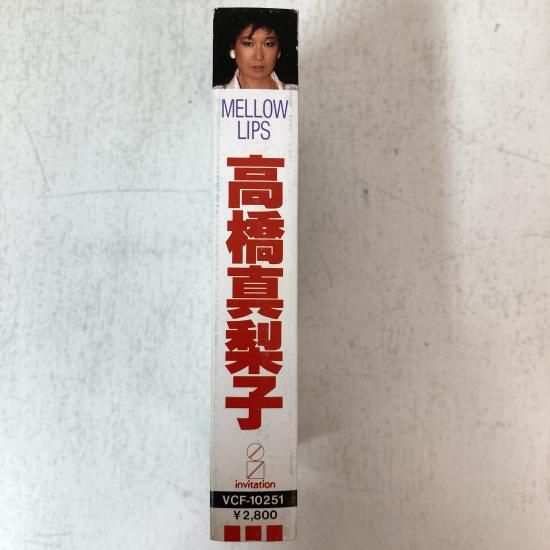 MELLOW
LIPS
高橋真梨子
invitation
VCF-10251
¥2,800